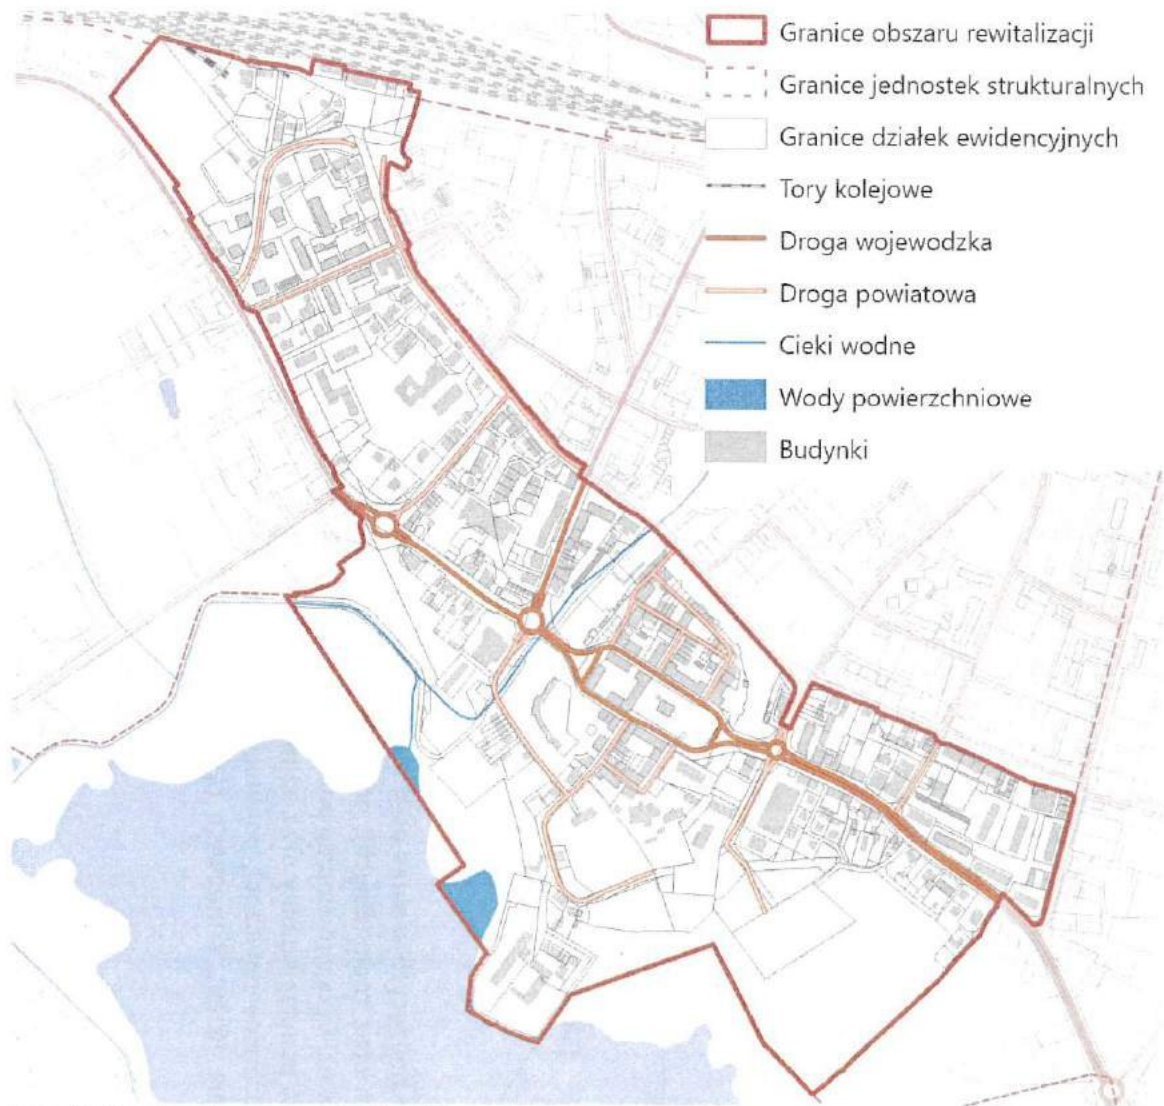 Granice obszaru rewitalizacji
Granice jednostek strukturalnych
Granice działek ewidencyjnych
Tory kolejowe
Droga wojewodzka
Droga powiatowa
Cieki wodne
Wody powierzchniowe
Budynki